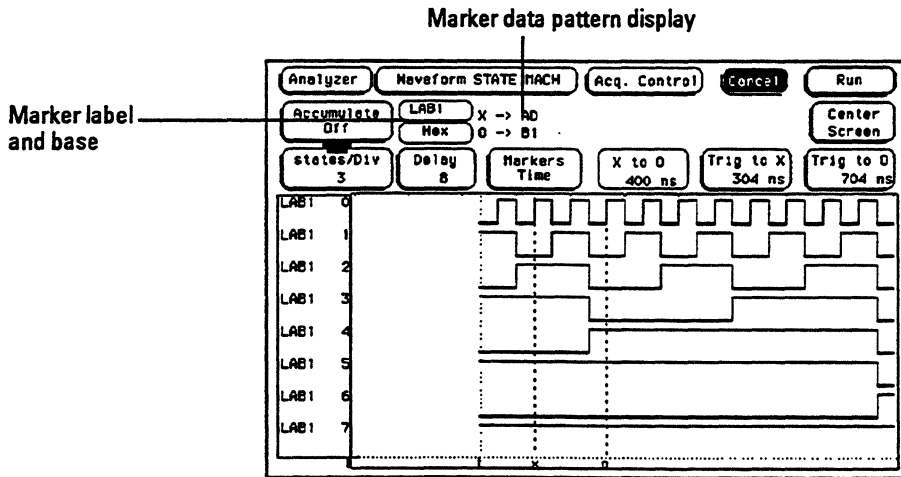 Marker data pattern display
Marker label
and base
Analyzer Waveform STATE MACH Acq. Control Cancel Run
Accumulate
Off
LAB1 X -> AD
Hex O -> B1
Center
Screen
states/Div
3
Delay
8
Markers
Time
X to O
400 ns
Trig to X
304 ns
Trig to O
704 ns
LAB1 0
LAB1 1
LAB1 2
LAB1 3
LAB1 4
LAB1 5
LAB1 6
LAB1 7
X O